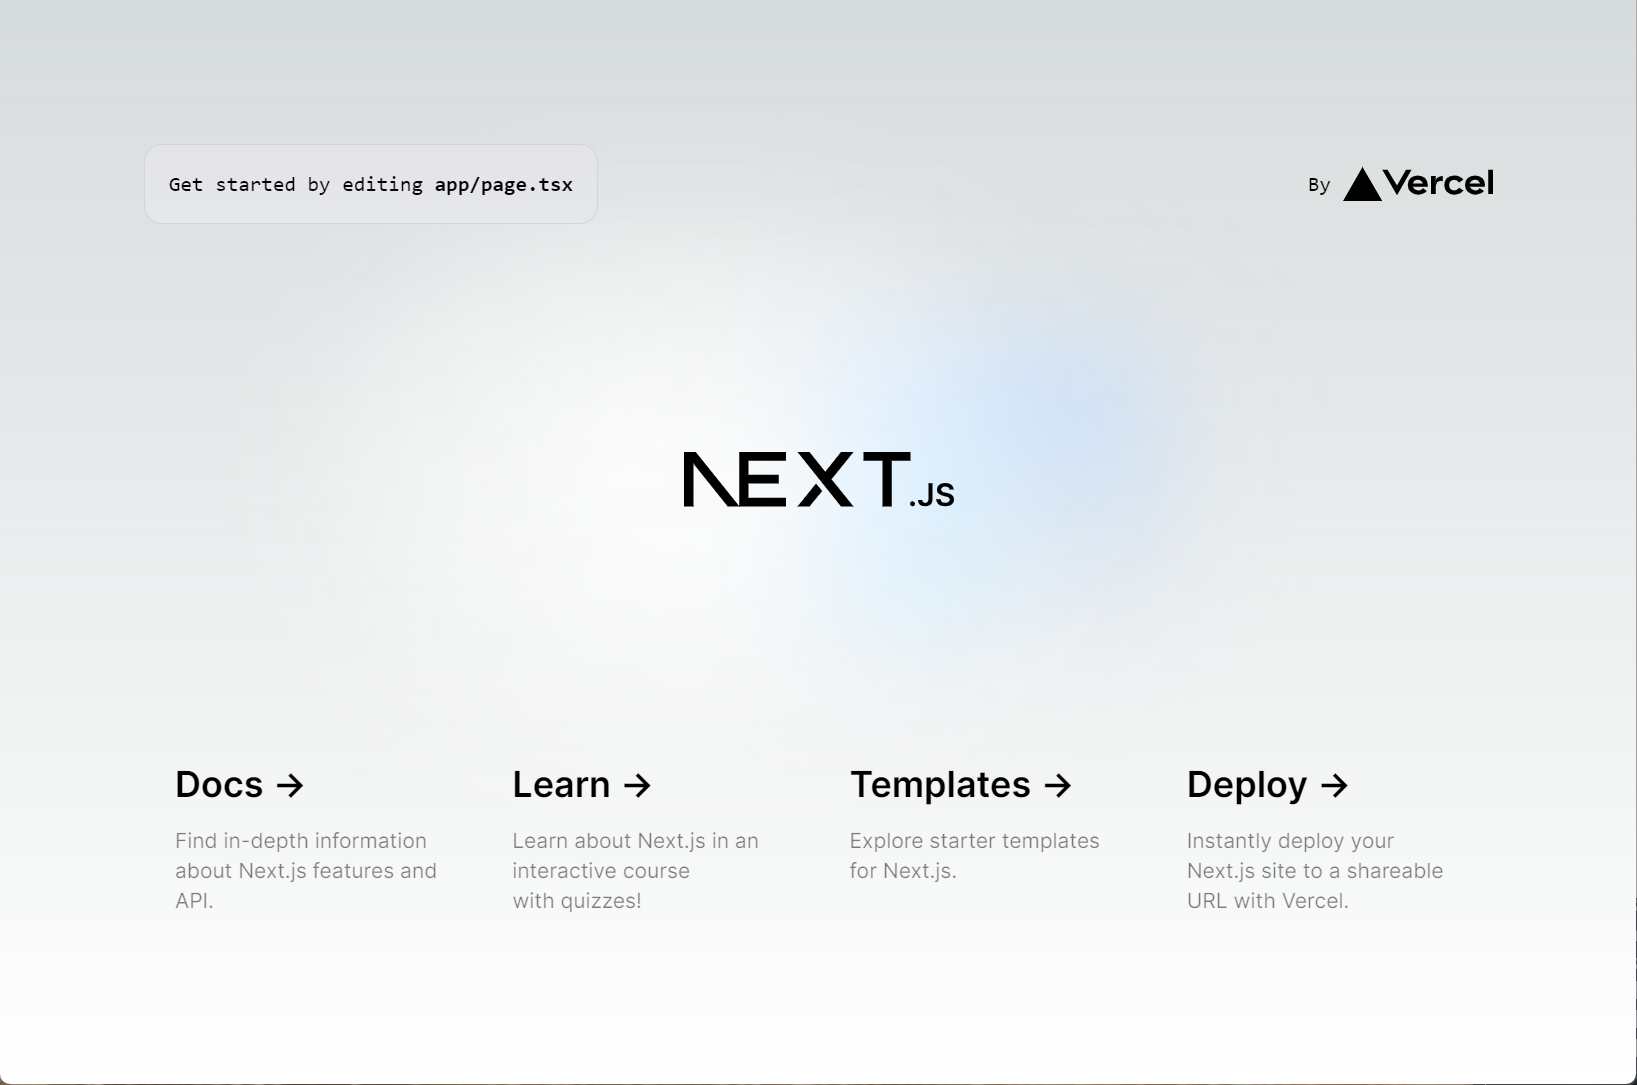 Get started by editing app/page.tsx
By Vercel
NEXT.JS
Docs →
Find in-depth information
about Next.js features and
API.
Learn →
Learn about Next.js in an
interactive course
with quizzes!
Templates →
Explore starter templates
for Next.js.
Deploy →
Instantly deploy your
Next.js site to a shareable
URL with Vercel.